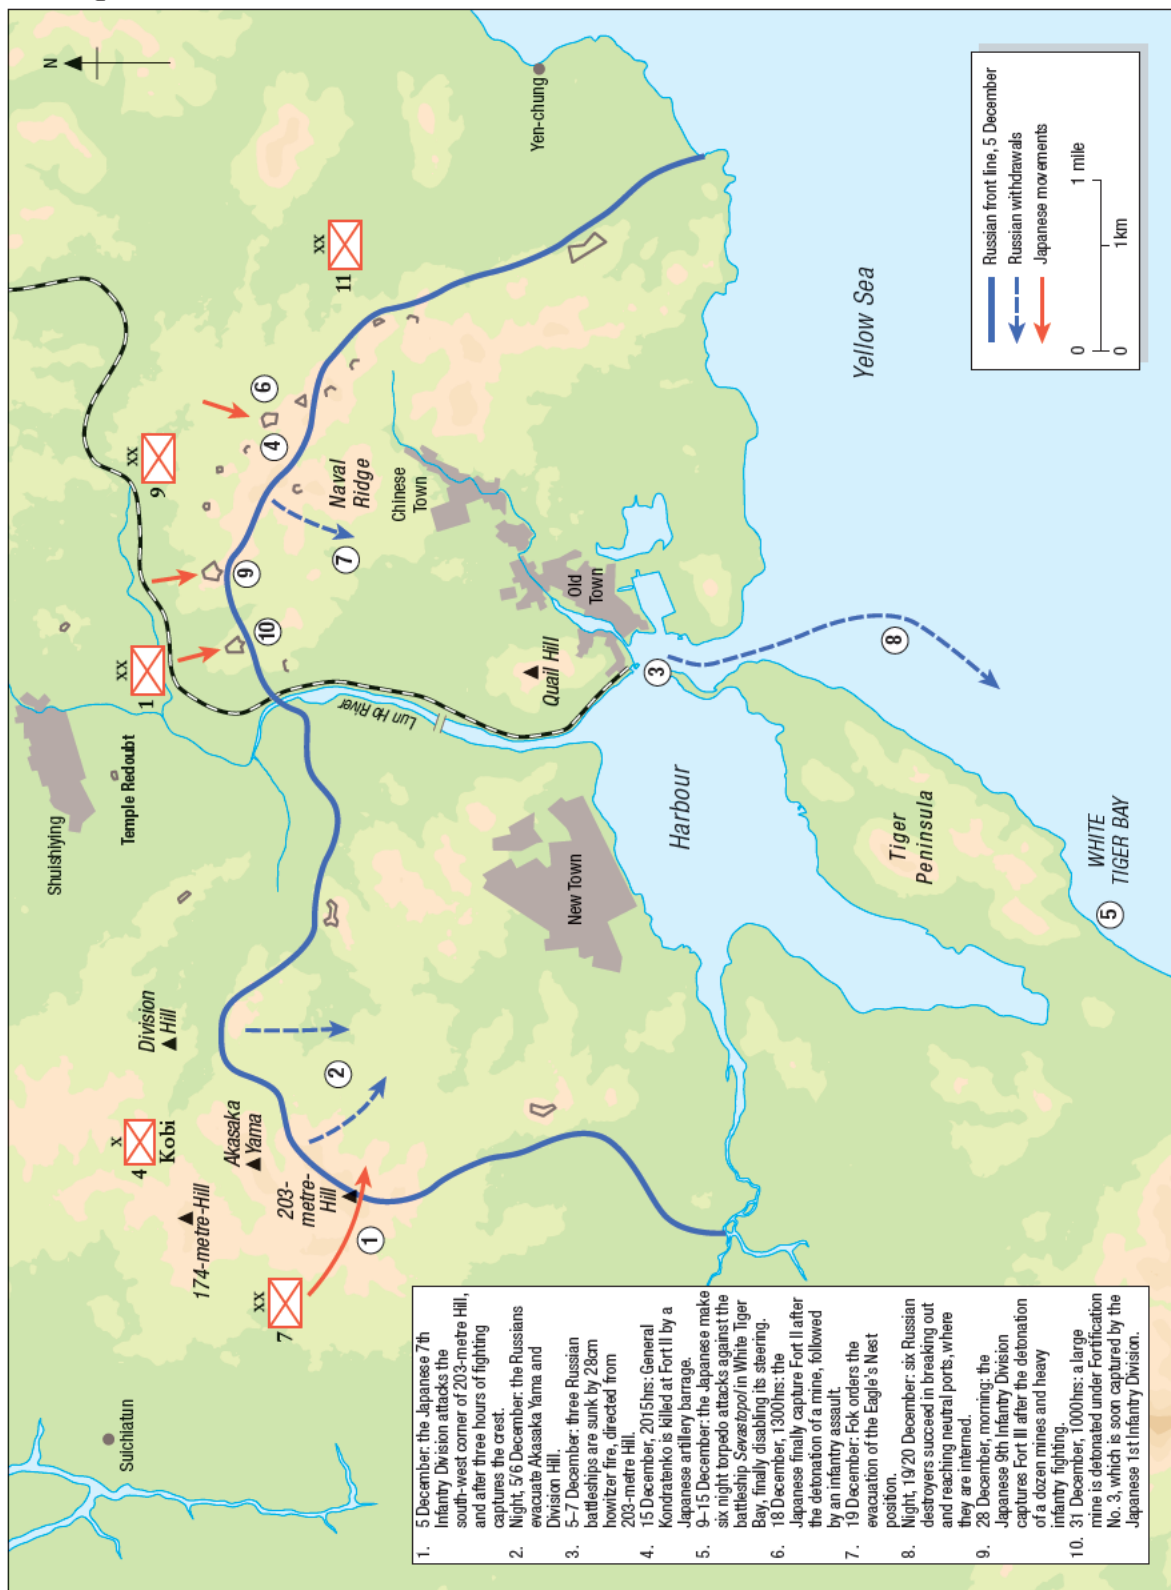 N
Suichiatun
174-metre-Hill
203-
metre-
Hill
Akasaka
Yama
x
4
Kobi
Division
Hill
Shuishiying
Temple Redoubt
xx
7
xx
1
xx
9
xx
11
Lun Ho River
Naval
Ridge
Chinese
Town
Old
Town
Quail Hill
New Town
Harbour
Tiger
Peninsula
WHITE
TIGER BAY
Yellow Sea
Yen-chung
1
2
3
4
5
6
7
8
9
10
1. 5 December: the Japanese 7th
Infantry Division attacks the
south-west corner of 203-metre Hill,
and after three hours of fighting
captures the crest.
2. Night, 5/6 December: the Russians
evacuate Akasaka Yama and
Division Hill.
3. 5–7 December: three Russian
battleships are sunk by 28cm
howitzer fire, directed from
203-metre Hill.
4. 15 December, 2015hrs: General
Kondratenko is killed at Fort II by a
Japanese artillery barrage.
5. 9–15 December: the Japanese make
six night torpedo attacks against the
battleship Sevastopol in White Tiger
Bay, finally disabling its steering.
6. 18 December, 1300hrs: the
Japanese finally capture Fort II after
the detonation of a mine, followed
by an infantry assault.
7. 19 December: Fok orders the
evacuation of the Eagle's Nest
position.
8. Night, 19/20 December: six Russian
destroyers succeed in breaking out
and reaching neutral ports, where
they are interned.
9. 28 December, morning: the
Japanese 9th Infantry Division
captures Fort III after the detonation
of a dozen mines and heavy
infantry fighting.
10. 31 December, 1000hrs: a large
mine is detonated under Fortification
No. 3, which is soon captured by the
Japanese 1st Infantry Division.
Russian front line, 5 December
Russian withdrawals
Japanese movements
0 1 mile
0 1km